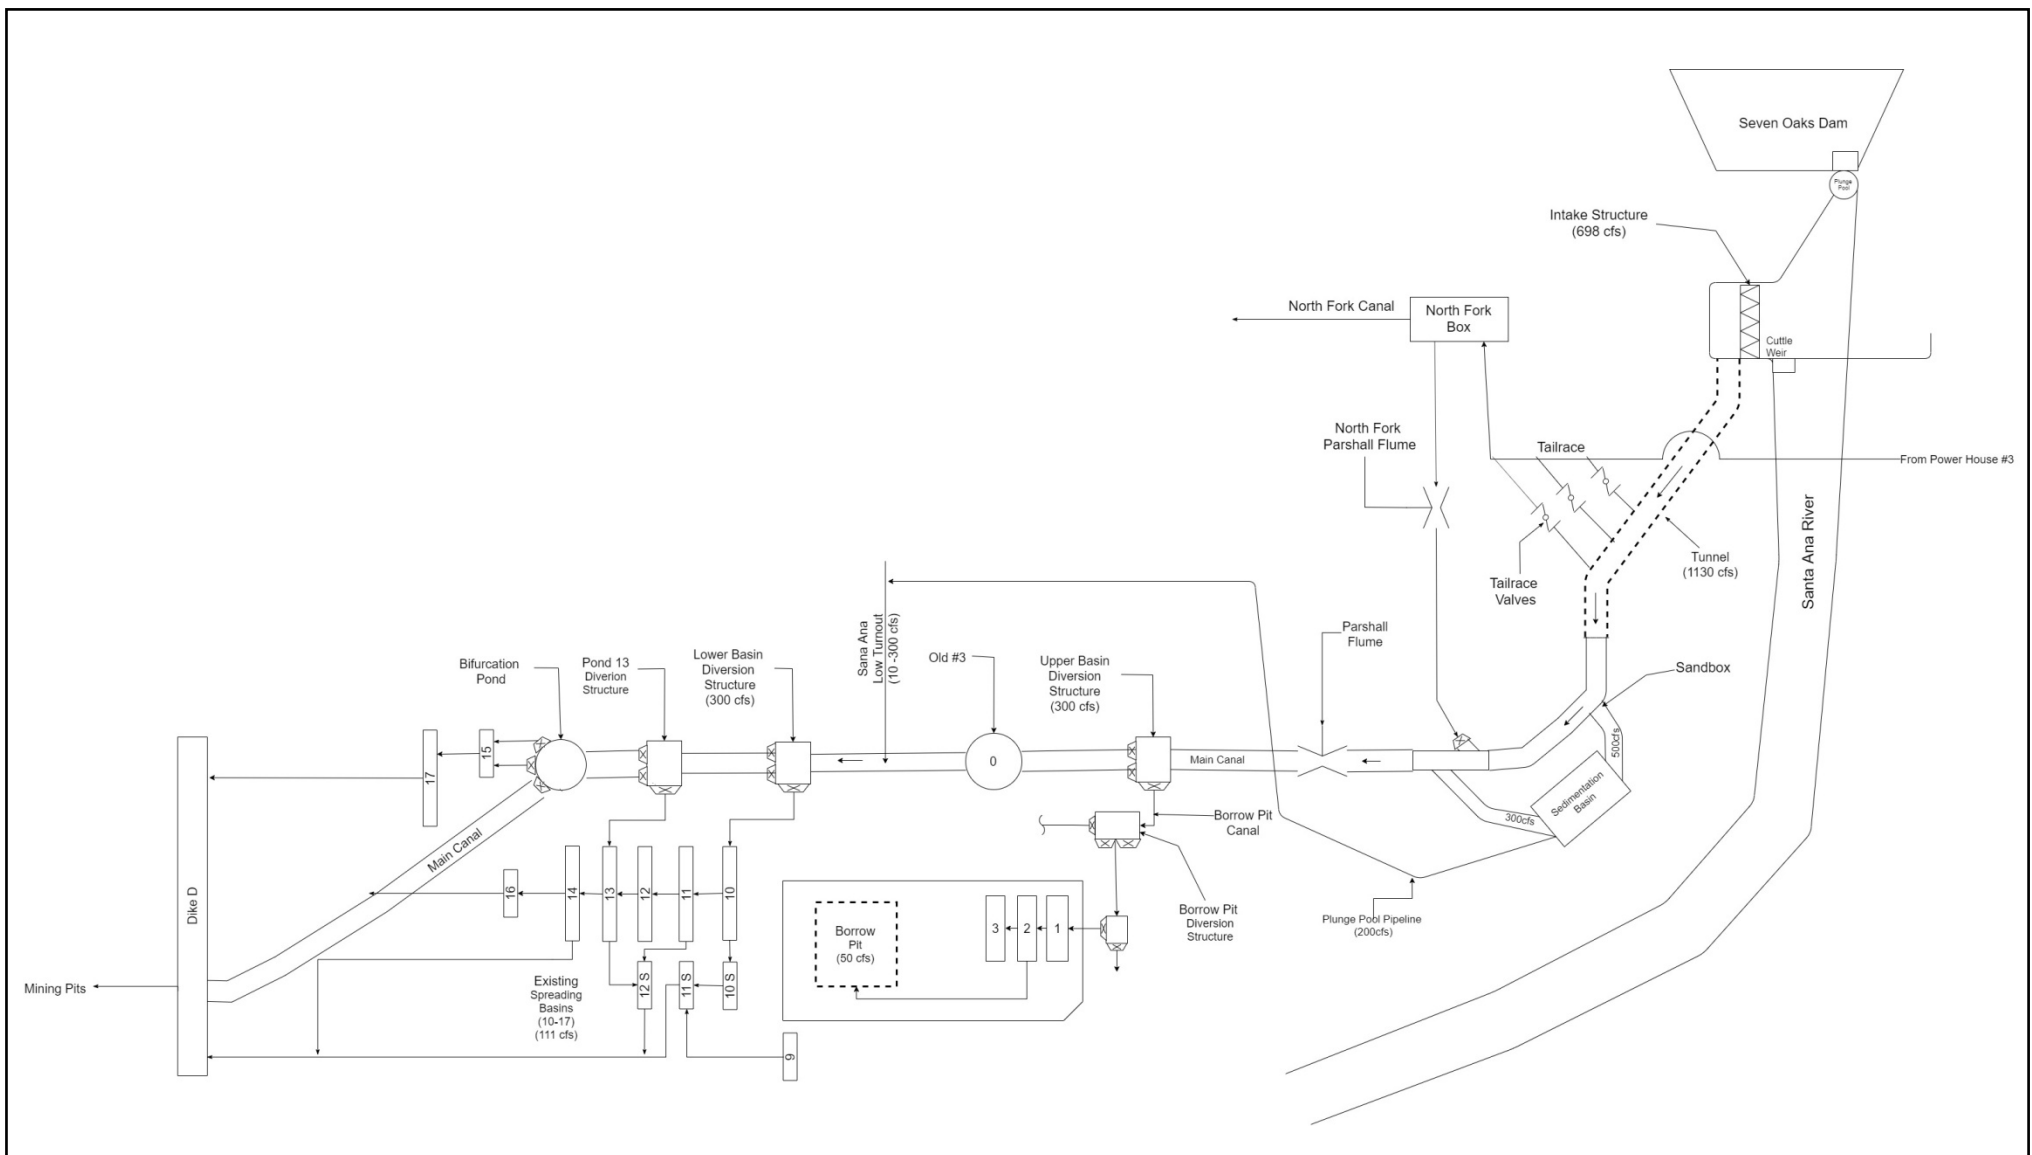 Seven Oaks Dam
Plunge
Pool
Intake Structure
(698 cfs)
Cuttle
Weir
North Fork Canal
North Fork
Box
North Fork
Parshall Flume
Tailrace
From Power House #3
Tunnel
(1130 cfs)
Tailrace
Valves
Santa Ana River
Sandbox
500cfs
Sedimentation
Basin
300cfs
Parshall
Flume
Main Canal
Plunge Pool Pipeline
(200cfs)
Upper Basin
Diversion
Structure
(300 cfs)
Borrow Pit
Canal
Borrow Pit
Diversion
Structure
Old #3
0
Sana Ana
Low Turnout
(10 -300 cfs)
Lower Basin
Diversion
Structure
(300 cfs)
Pond 13
Diverion
Structure
Bifurcation
Pond
15
17
Main Canal
Dike D
Mining Pits
16
14
13
12
11
10
12 S
11 S
10 S
9
Existing
Spreading
Basins
(10-17)
(111 cfs)
Borrow
Pit
(50 cfs)
3
2
1